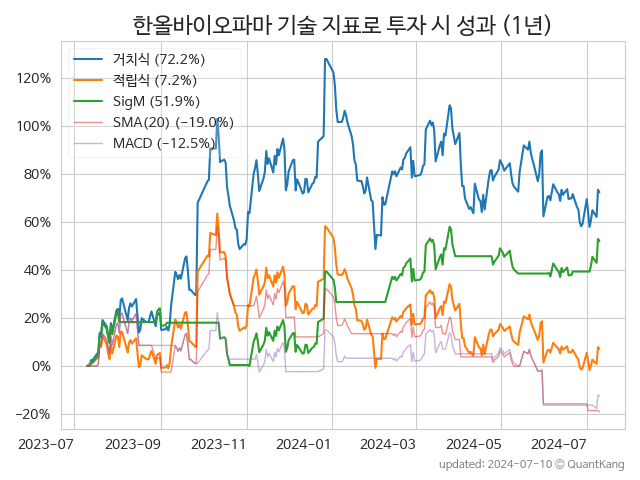 한올바이오파마 기술 지표로 투자 시 성과 (1년)
거치식 (72.2%)
적립식 (7.2%)
SigM (51.9%)
SMA(20) (−19.0%)
MACD (−12.5%)
120%
100%
80%
60%
40%
20%
0%
−20%
2023-07 2023-09 2023-11 2024-01 2024-03 2024-05 2024-07
updated: 2024-07-10 © QuantKang